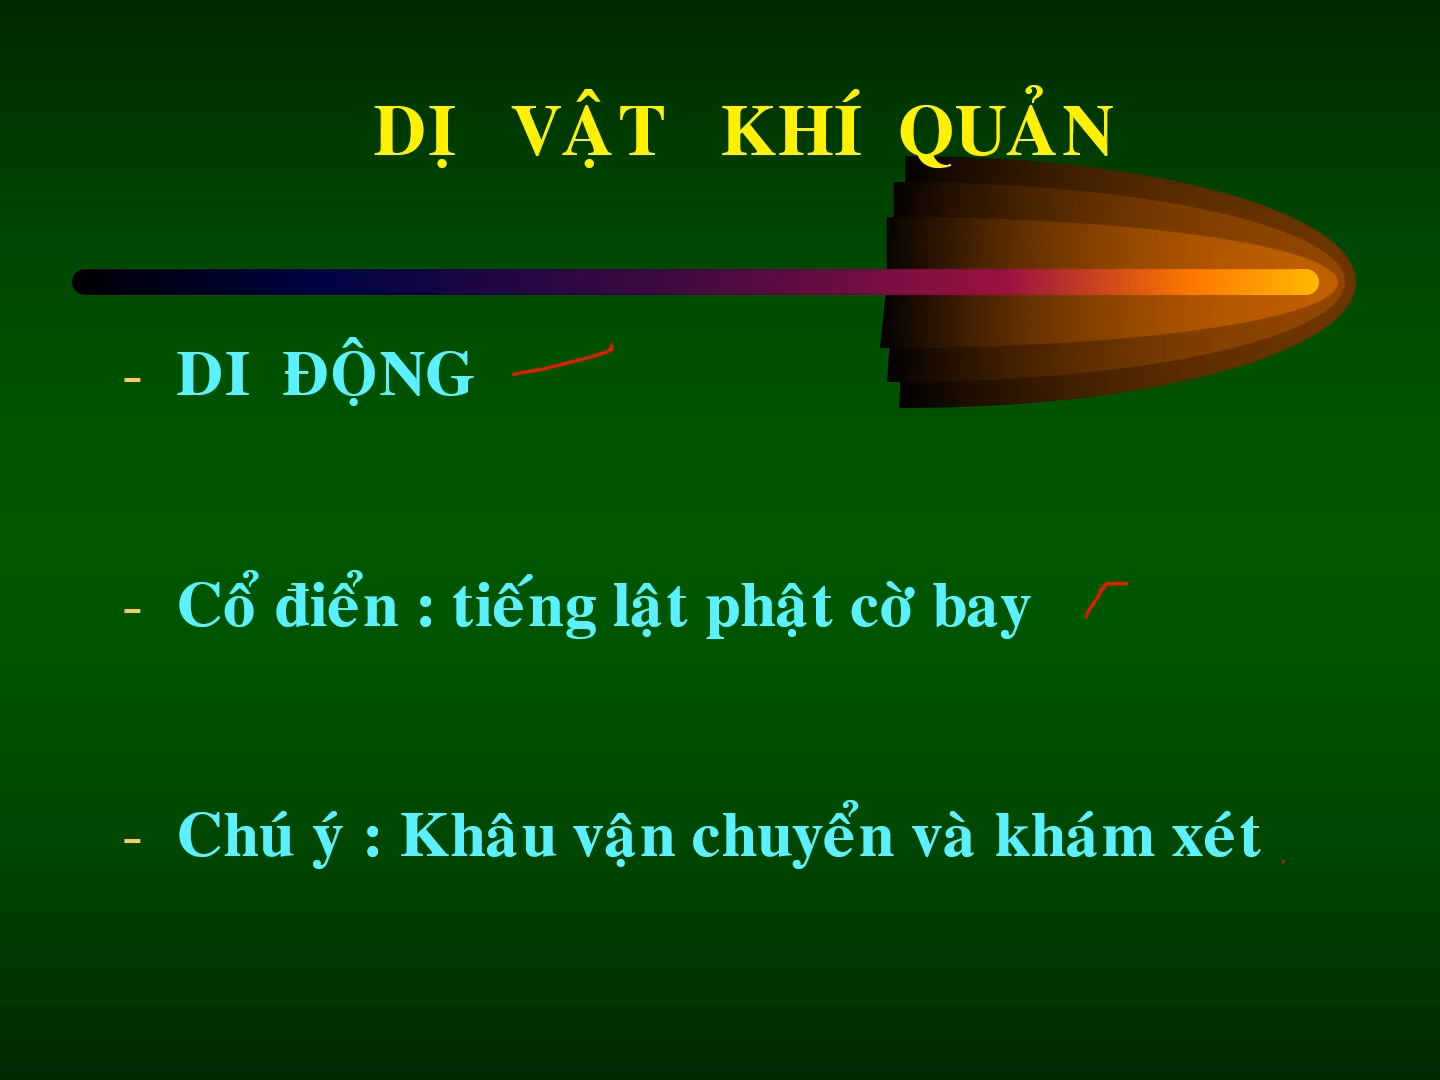 DỊ VẬT KHÍ QUẢN
- DI ĐỘNG
- Cổ điển : tiếng lật phật cờ bay
- Chú ý : Khâu vận chuyển và khám xét